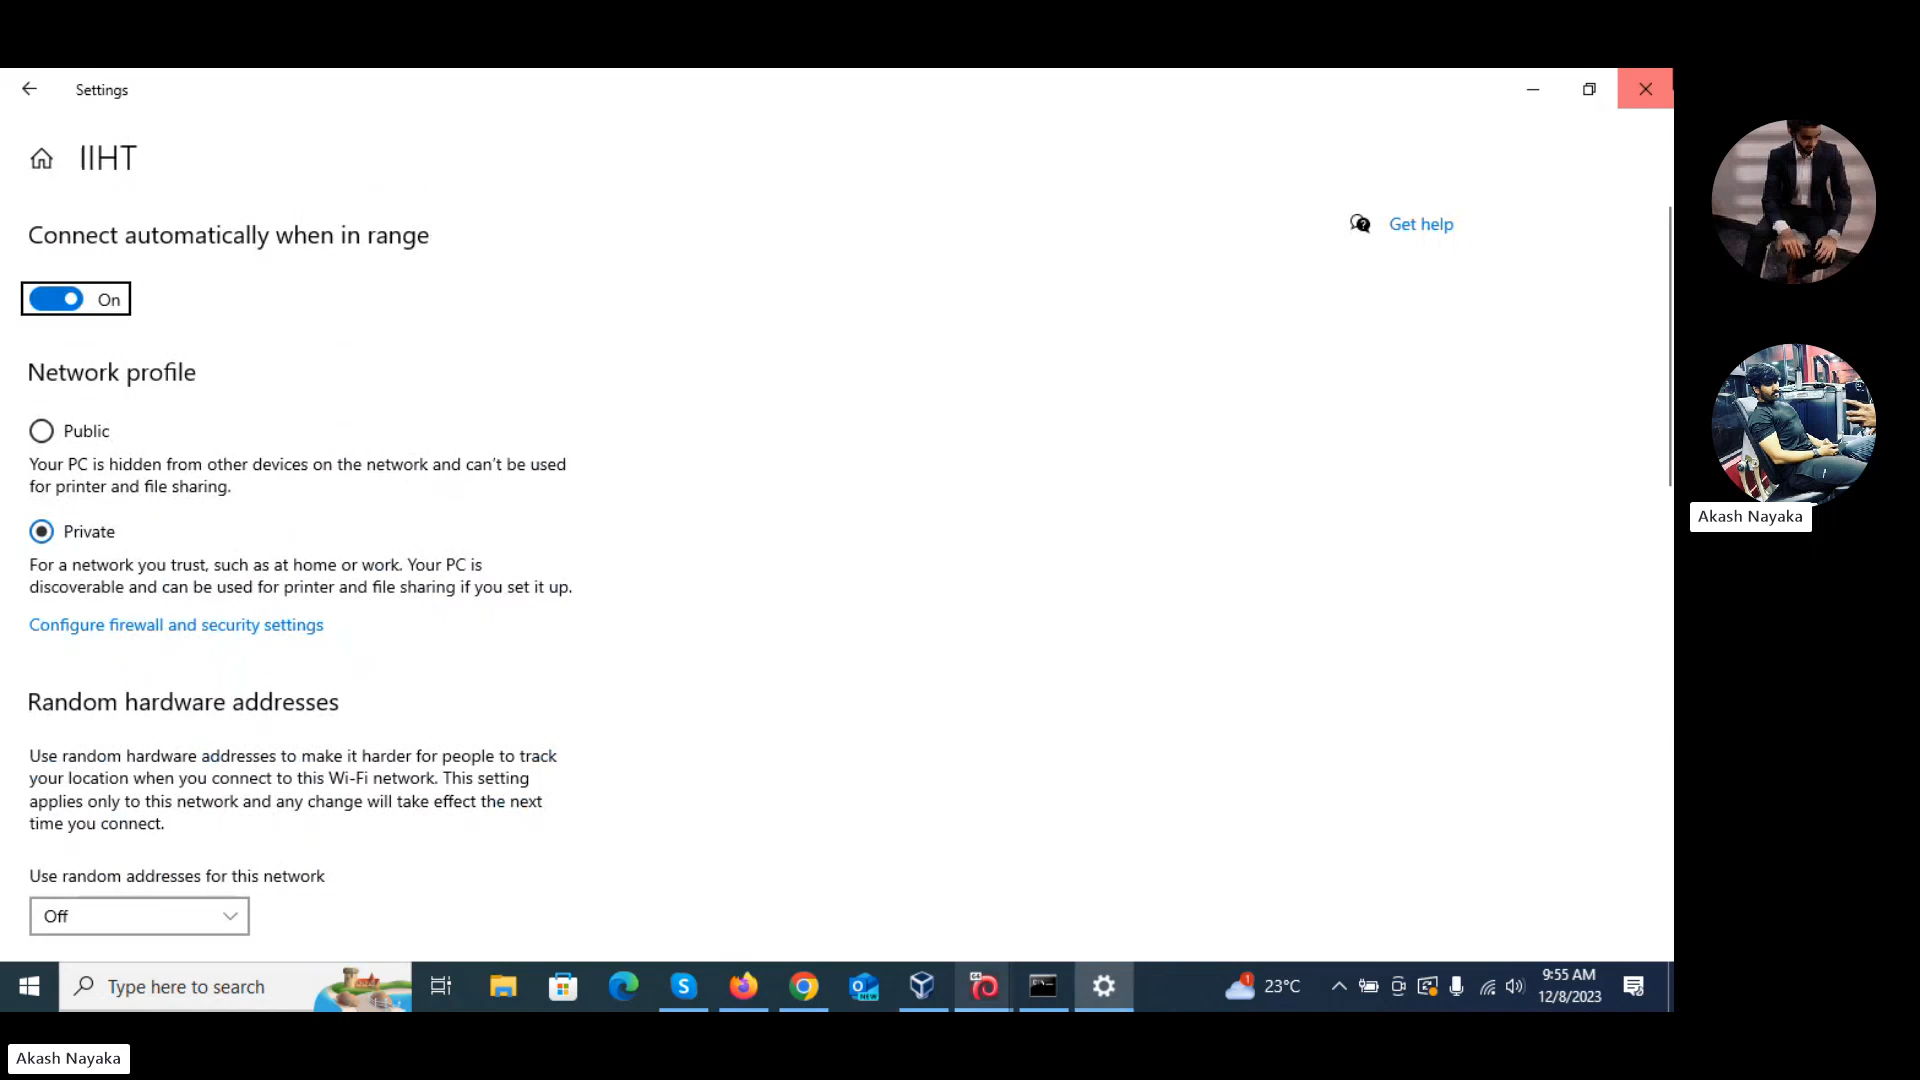 Settings
IIHT
Get help
Connect automatically when in range
On
Network profile
Public
Your PC is hidden from other devices on the network and can't be used
for printer and file sharing.
Private
For a network you trust, such as at home or work. Your PC is
discoverable and can be used for printer and file sharing if you set it up.
Configure firewall and security settings
Random hardware addresses
Use random hardware addresses to make it harder for people to track
your location when you connect to this Wi-Fi network. This setting
applies only to this network and any change will take effect the next
time you connect.
Use random addresses for this network
Off
Akash Nayaka
Type here to search
NEW
1
23°C
9:55 AM
12/8/2023
Akash Nayaka